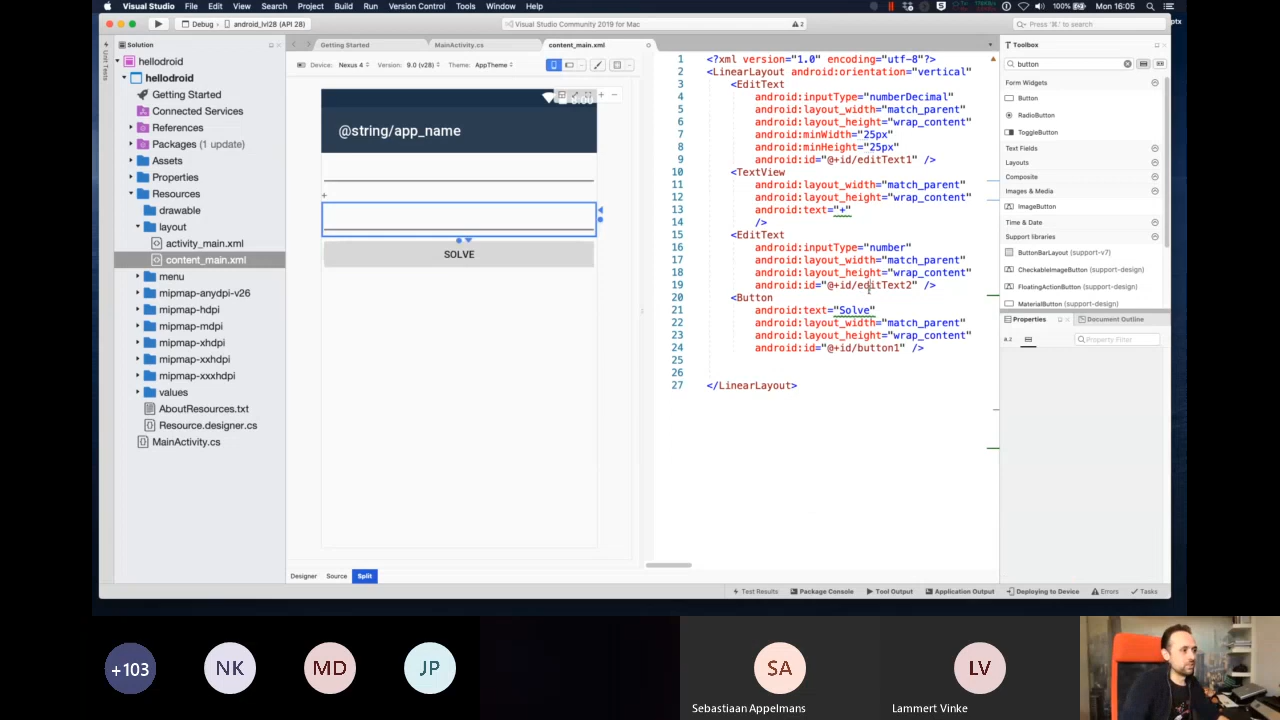 Visual Studio File Edit View Search Project Build Run Version Control Tools Window Help 100% Mon 16:05
Debug android_lvl28 (API 28) Visual Studio Community 2019 for Mac 2 Press '⌘.' to search
Solution
Unit Tests
hellodroid
hellodroid
Getting Started
Connected Services
References
Packages (1 update)
Assets
Properties
Resources
drawable
layout
activity_main.xml
content_main.xml
menu
mipmap-anydpi-v26
mipmap-hdpi
mipmap-mdpi
mipmap-xhdpi
mipmap-xxhdpi
mipmap-xxxhdpi
values
AboutResources.txt
Resource.designer.cs
MainActivity.cs
Getting Started MainActivity.cs content_main.xml
Device: Nexus 4 Version: 9.0 (v28) Theme: AppTheme
@string/app_name
+
SOLVE
Designer Source Split
1 <?xml version="1.0" encoding="utf-8"?>
2 <LinearLayout android:orientation="vertical"
3 <EditText
4 android:inputType="numberDecimal"
5 android:layout_width="match_parent"
6 android:layout_height="wrap_content"
7 android:minWidth="25px"
8 android:minHeight="25px"
9 android:id="@+id/editText1" />
10 <TextView
11 android:layout_width="match_parent"
12 android:layout_height="wrap_content"
13 android:text="+"
14 />
15 <EditText
16 android:inputType="number"
17 android:layout_width="match_parent"
18 android:layout_height="wrap_content"
19 android:id="@+id/editText2" />
20 <Button
21 android:text="Solve"
22 android:layout_width="match_parent"
23 android:layout_height="wrap_content"
24 android:id="@+id/button1" />
25
26
27 </LinearLayout>
Toolbox
button
Form Widgets
Button
RadioButton
ToggleButton
Text Fields
Layouts
Composite
Images & Media
ImageButton
Time & Date
Support libraries
ButtonBarLayout (support-v7)
CheckableImageButton (support-design)
FloatingActionButton (support-design)
MaterialButton (support-design)
Properties Document Outline
Property Filter
Test Results Package Console Tool Output Application Output Deploying to Device Errors Tasks
+103 NK MD JP SA LV
Sebastiaan Appelmans Lammert Vinke